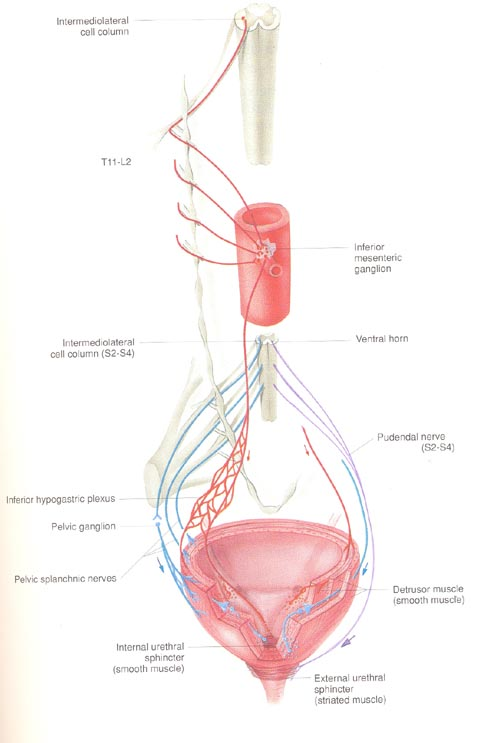 Intermediolateral
cell column
T11-L2
Inferior
mesenteric
ganglion
Intermediolateral
cell column (S2-S4)
Ventral horn
Pudendal nerve
(S2-S4)
Inferior hypogastric plexus
Pelvic ganglion
Pelvic splanchnic nerves
Detrusor muscle
(smooth muscle)
Internal urethral
sphincter
(smooth muscle)
External urethral
sphincter
(striated muscle)